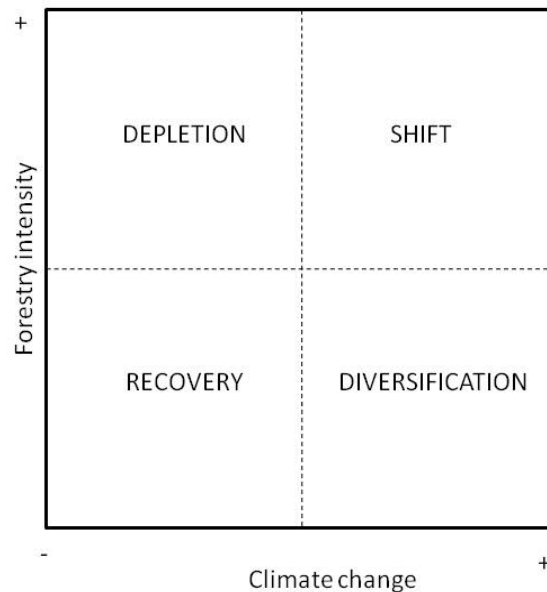 +
DEPLETION SHIFT
Forestry intensity
RECOVERY DIVERSIFICATION
- +
Climate change